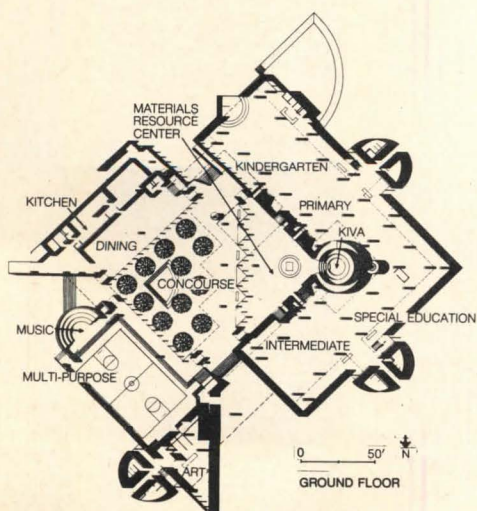 MATERIALS
RESOURCE
CENTER
KINDERGARTEN
KITCHEN
PRIMARY
DINING
KIVA
CONCOURSE
SPECIAL EDUCATION
MUSIC
INTERMEDIATE
MULTI-PURPOSE
ART
0 50' N
GROUND FLOOR